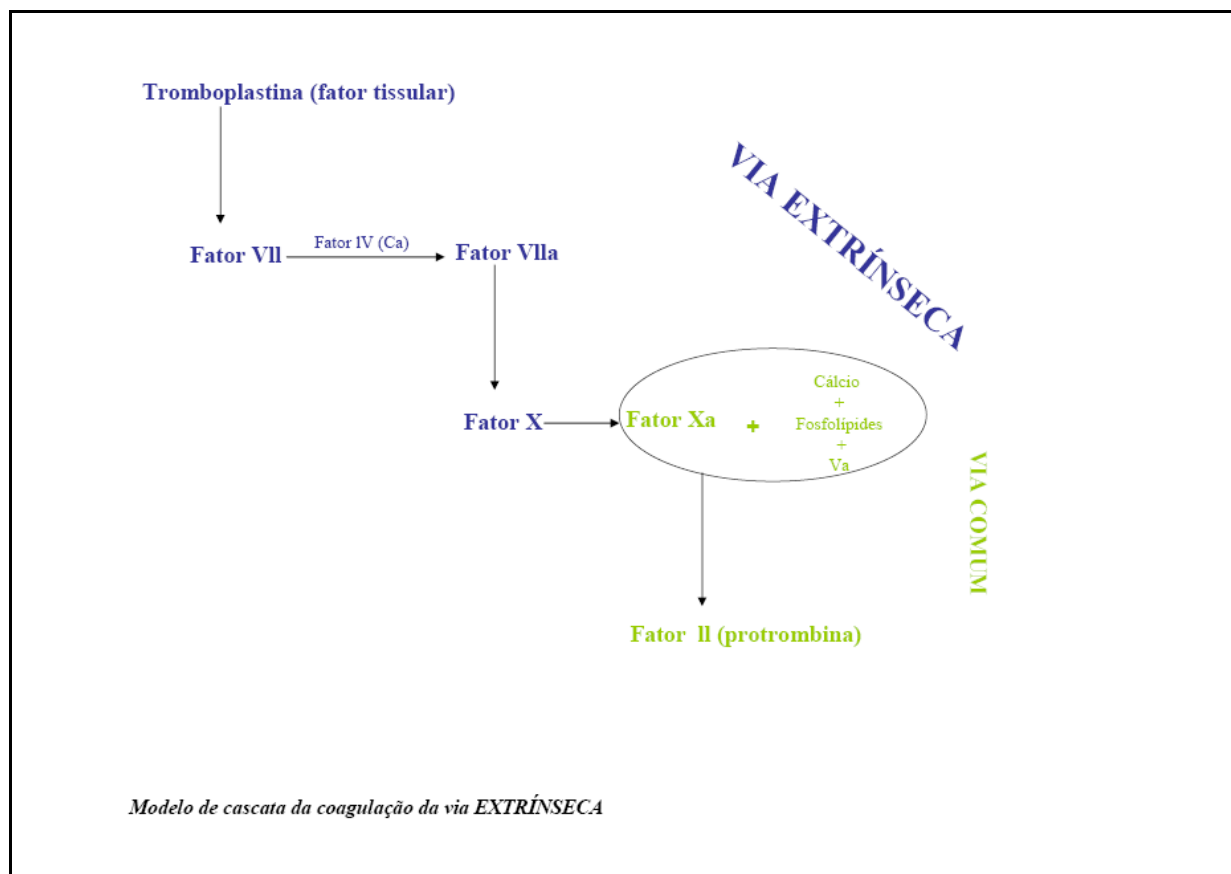 Tromboplastina (fator tissular)
VIA EXTRÍNSECA
Fator Vll
Fator lV (Ca)
Fator Vlla
Fator X
Fator Xa
+
Cálcio
+
Fosfolípides
+
Va
VIA COMUM
Fator ll (protrombina)
Modelo de cascata da coagulação da via EXTRÍNSECA